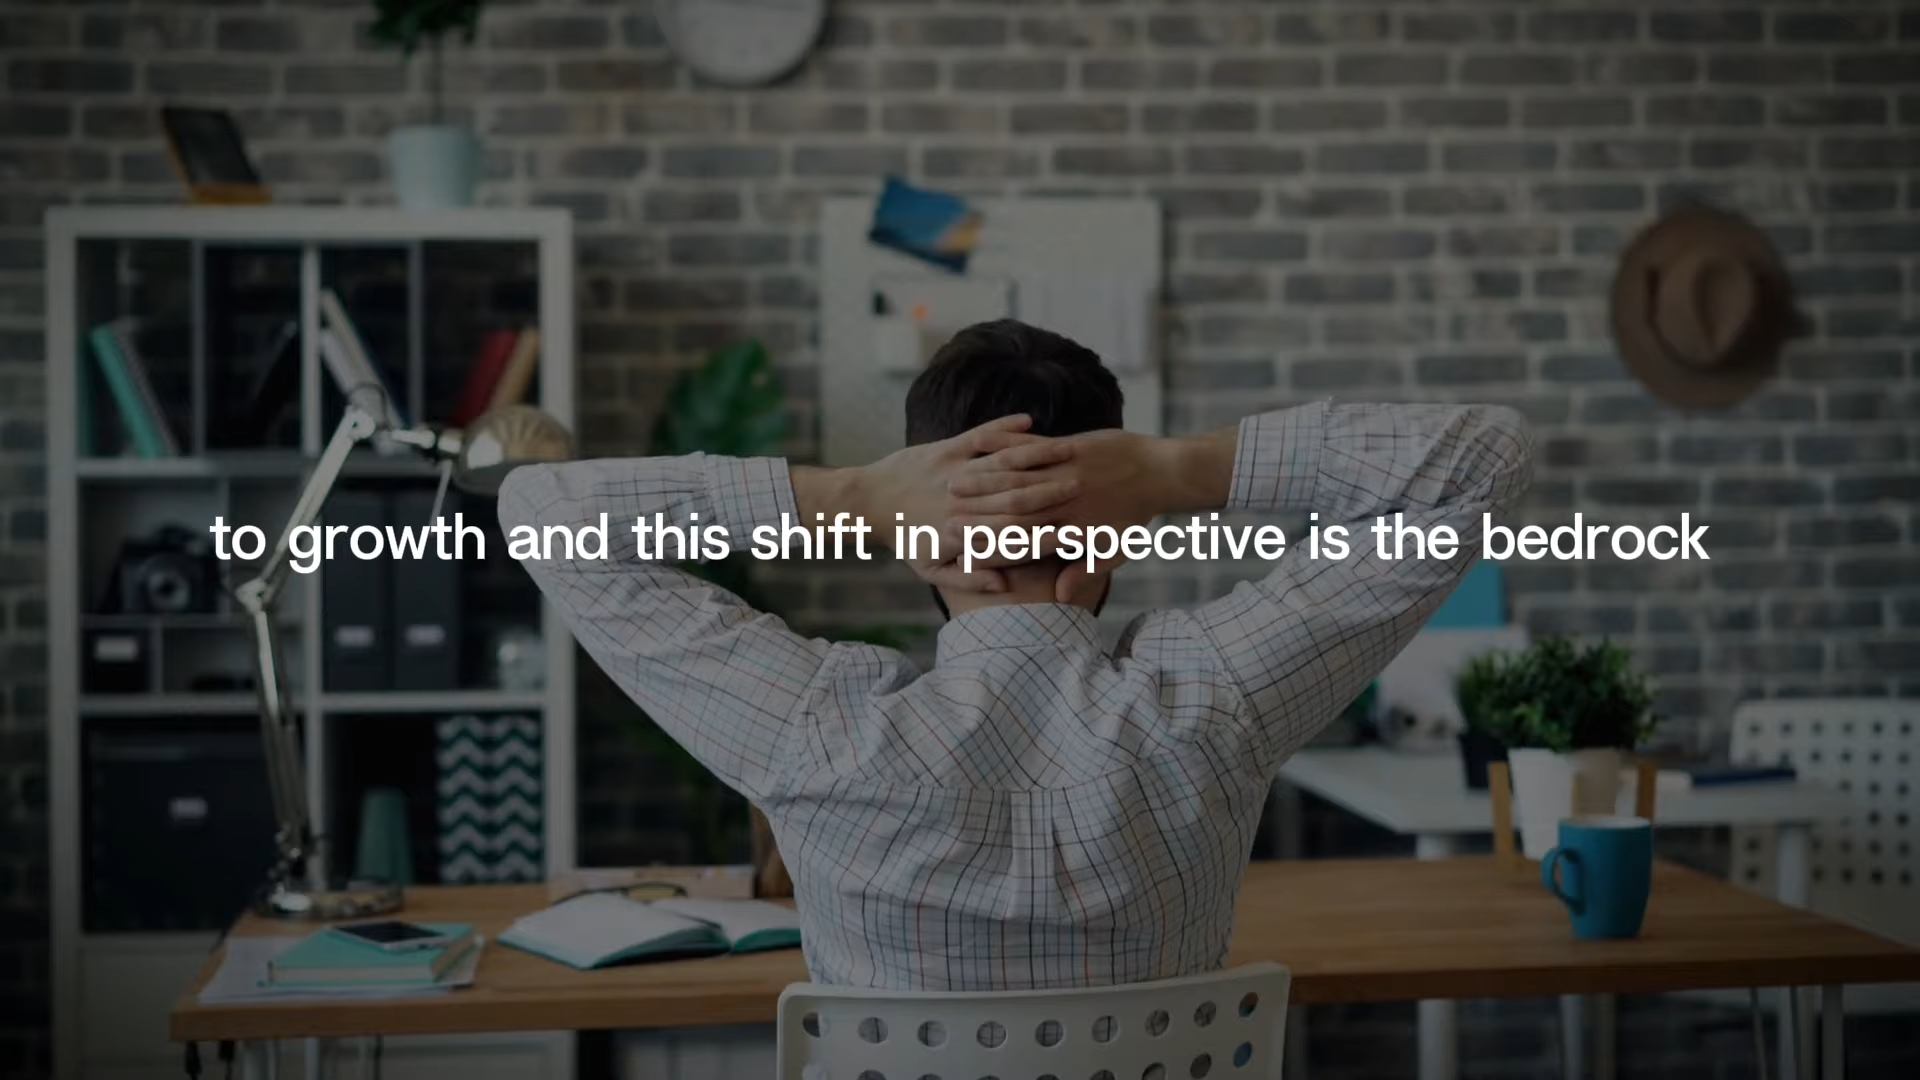 to growth and this shift in perspective is the bedrock